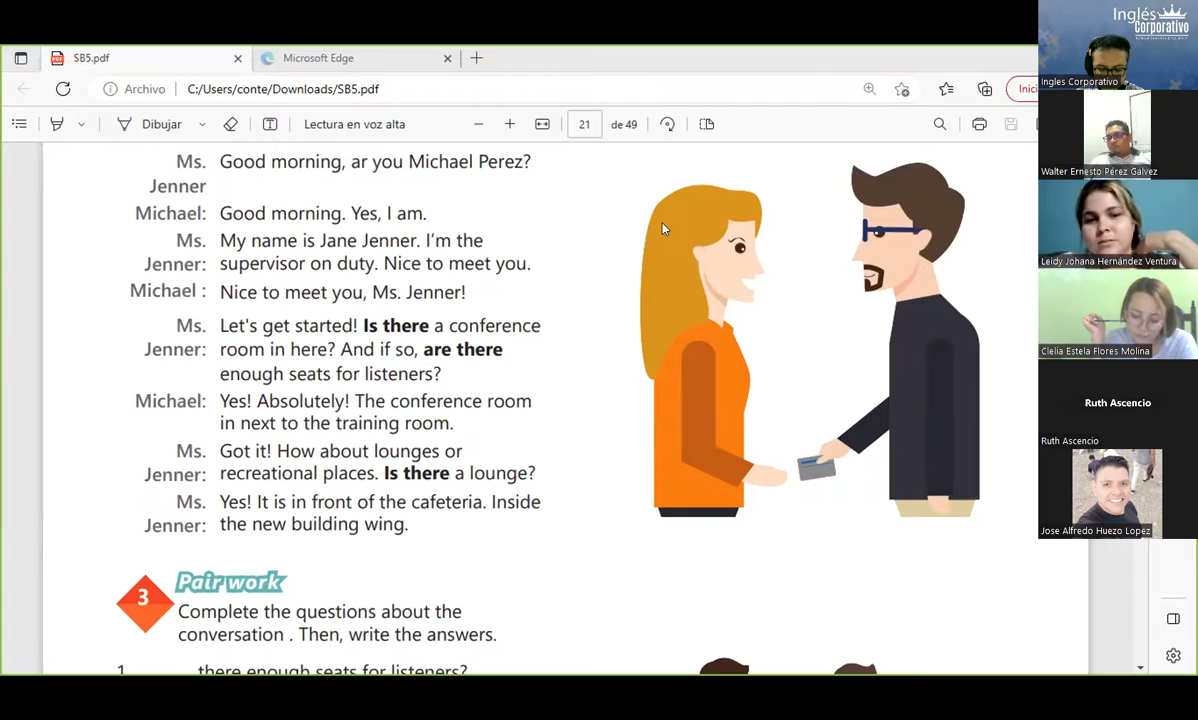 Inglés
Corporativo
SB5.pdf
Microsoft Edge
Archivo
C:/Users/conte/Downloads/SB5.pdf
Inic
Dibujar
Lectura en voz alta
21
de 49
Ms. Good morning, ar you Michael Perez?
Jenner
Michael: Good morning. Yes, I am.
Ms. My name is Jane Jenner. I'm the
Jenner: supervisor on duty. Nice to meet you.
Michael : Nice to meet you, Ms. Jenner!
Ms. Let's get started! Is there a conference
Jenner: room in here? And if so, are there
enough seats for listeners?
Michael: Yes! Absolutely! The conference room
in next to the training room.
Ms. Got it! How about lounges or
Jenner: recreational places. Is there a lounge?
Ms. Yes! It is in front of the cafeteria. Inside
Jenner: the new building wing.
3
Pair work
Complete the questions about the
conversation . Then, write the answers.
1 there enough seats for listeners?
Ingles Corporativo
Walter Ernesto Pérez Gálvez
Leidy Johana Hernández Ventura
Clelia Estela Flores Molina
Ruth Ascencio
Ruth Ascencio
Jose Alfredo Huezo Lopez